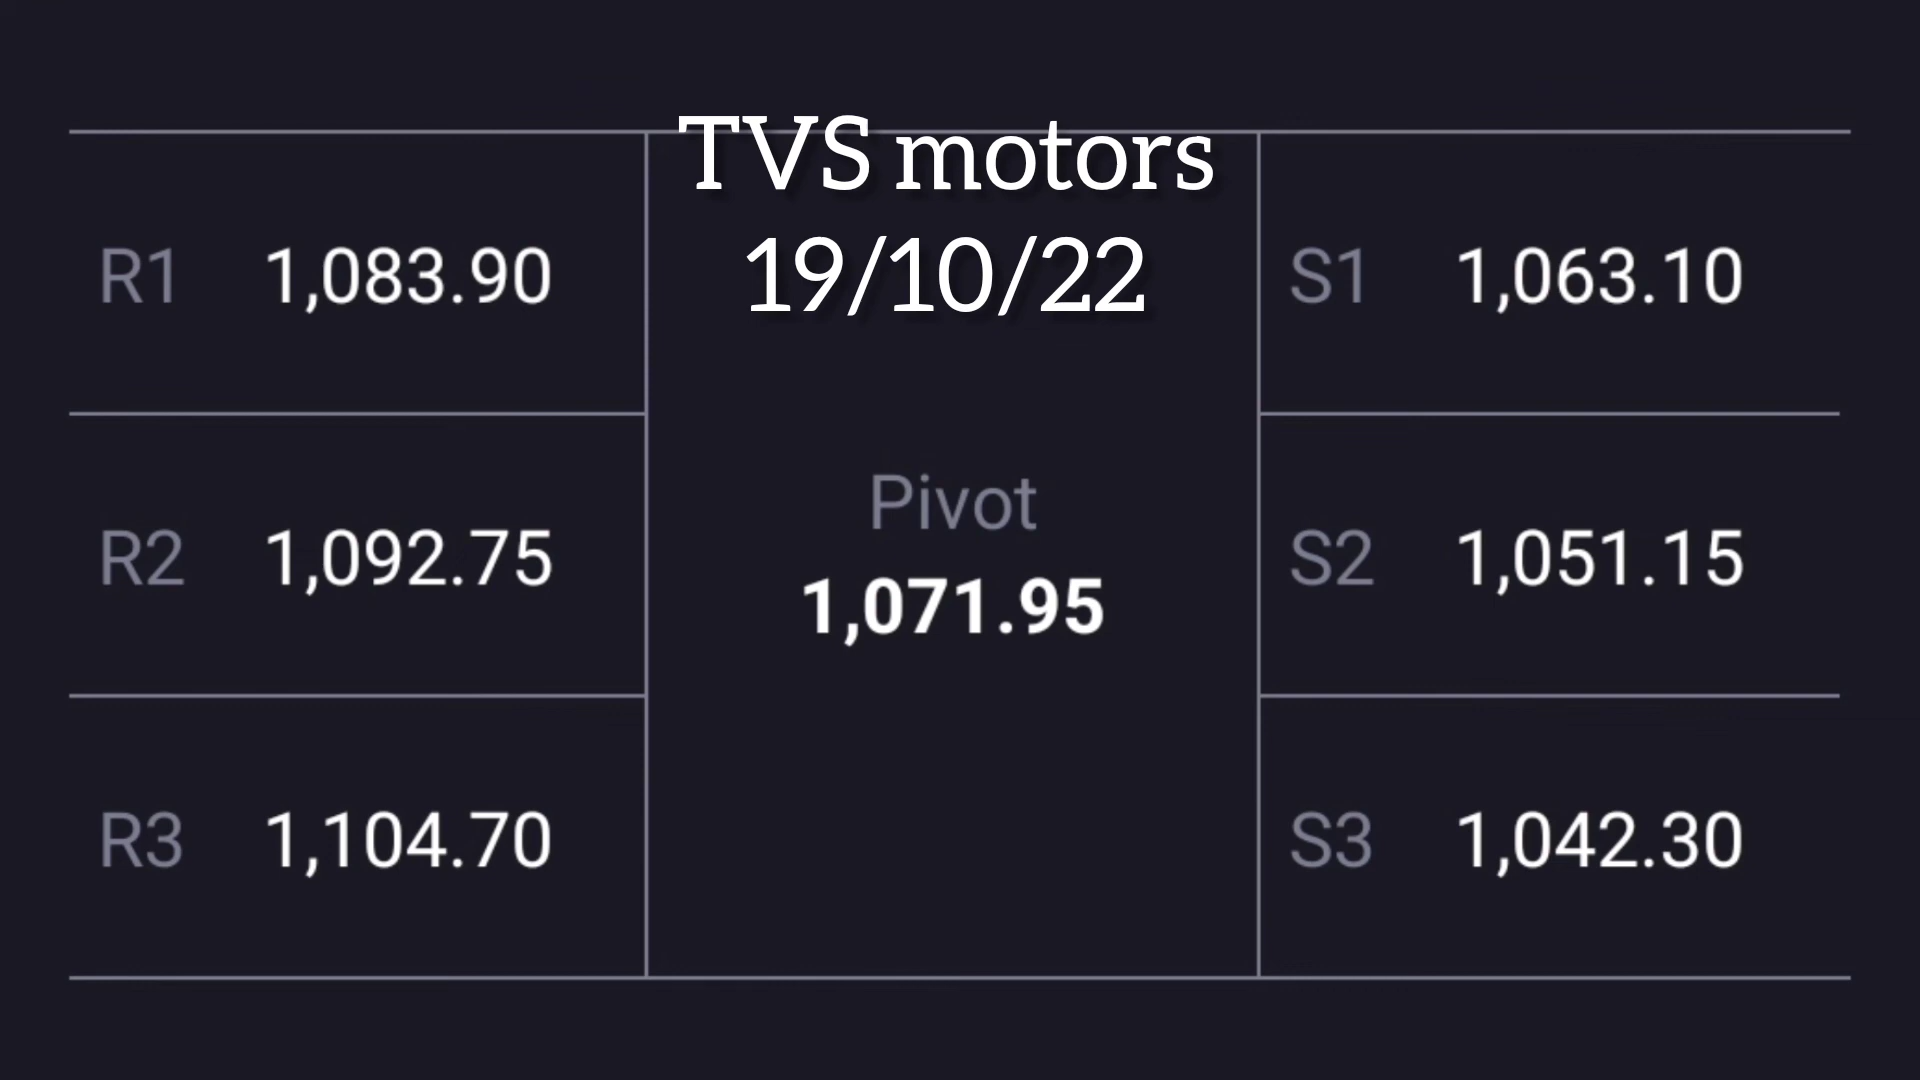 TVS motors
19/10/22
R1 1,083.90
R2 1,092.75
R3 1,104.70
Pivot
1,071.95
S1 1,063.10
S2 1,051.15
S3 1,042.30